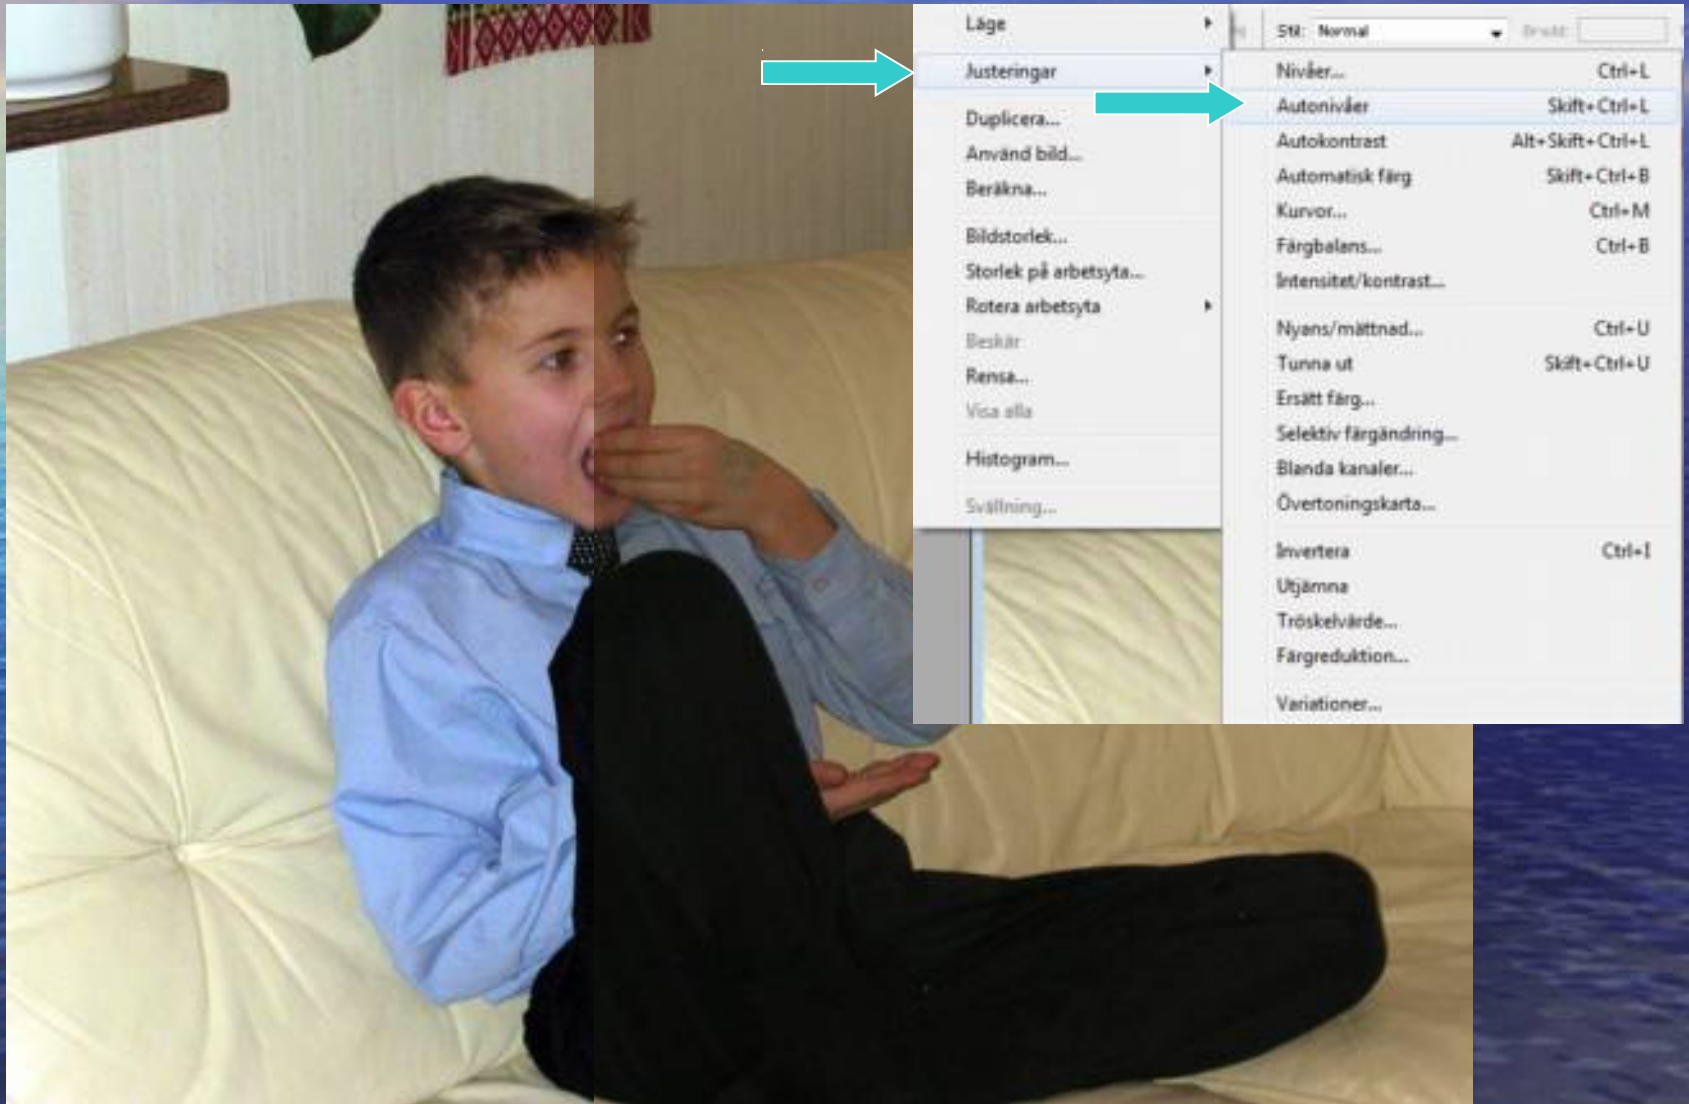 Läge
Justeringar
Duplicera...
Använd bild...
Beräkna...
Bildstorlek...
Storlek på arbetsyta...
Rotera arbetsyta
Beskär
Rensa...
Visa alla
Histogram...
Svällning...
Stil: Normal
Nivåer... Ctrl+L
Autonivåer Skift+Ctrl+L
Autokontrast Alt+Skift+Ctrl+L
Automatisk färg Skift+Ctrl+B
Kurvor... Ctrl+M
Färgbalans... Ctrl+B
Intensitet/kontrast...
Nyans/mättnad... Ctrl+U
Tunna ut Skift+Ctrl+U
Ersätt färg...
Selektiv färgändring...
Blanda kanaler...
Övertoningskarta...
Invertera Ctrl+I
Utjämna
Tröskelvärde...
Färgreduktion...
Variationer...